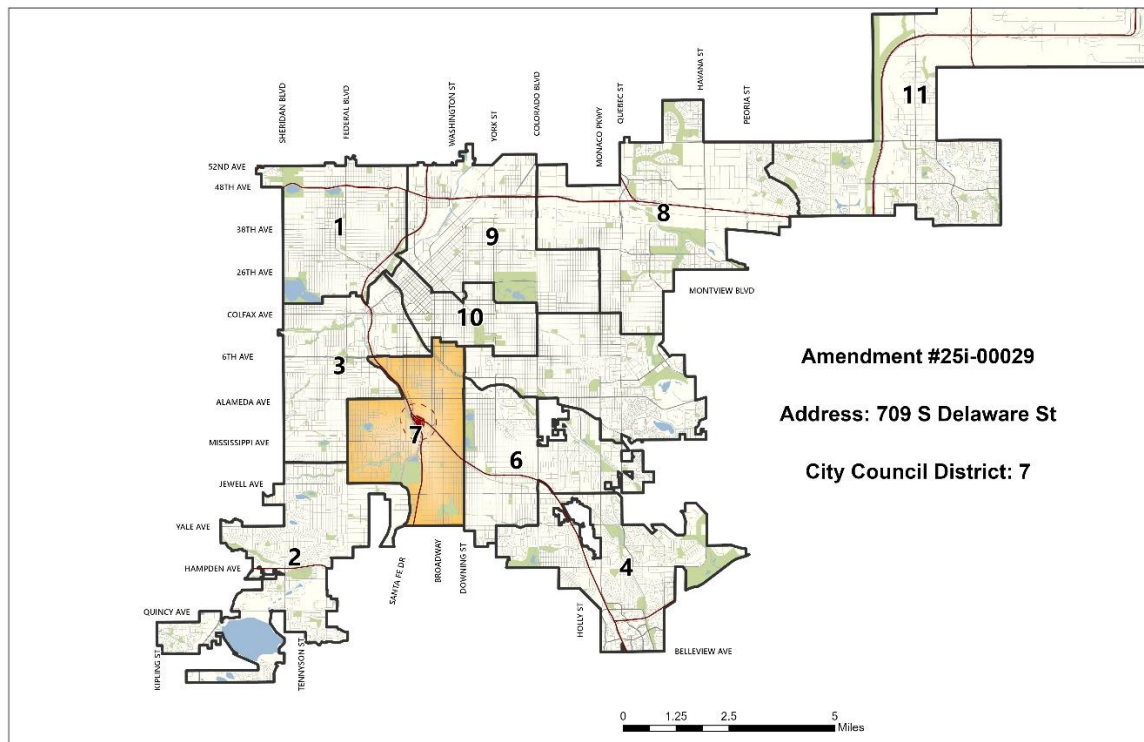 SHERIDAN BLVD
FEDERAL BLVD
WASHINGTON ST
YORK ST
COLORADO BLVD
MONACO PKWY
QUEBEC ST
HAVANA ST
PEORIA ST
11
52ND AVE
48TH AVE
1
8
38TH AVE
9
26TH AVE
MONTVIEW BLVD
COLFAX AVE
10
6TH AVE
3
Amendment #25i-00029
ALAMEDA AVE
Address: 709 S Delaware St
7
MISSISSIPPI AVE
6
City Council District: 7
JEWELL AVE
YALE AVE
2
HAMPDEN AVE
4
SANTA FE DR
BROADWAY
DOWNING ST
QUINCY AVE
HOLLY ST
KIPLING ST
TENNYSON ST
BELLEVIEW AVE
0 1.25 2.5 5
Miles